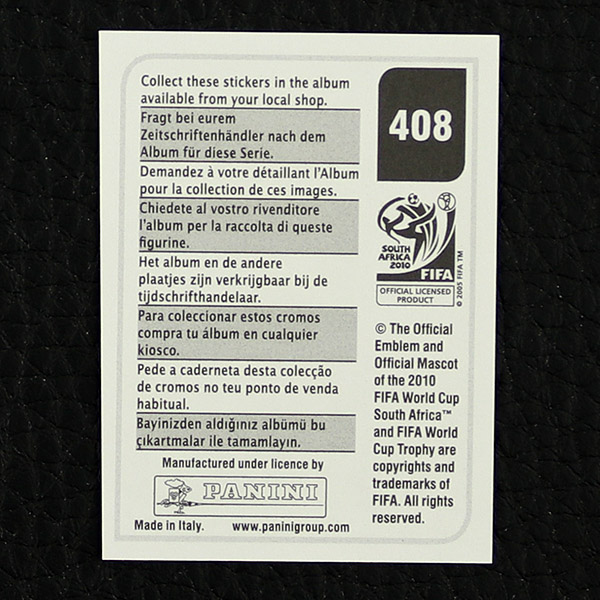 Collect these stickers in the album
available from your local shop.
Fragt bei eurem
Zeitschriftenhändler nach dem
Album für diese Serie.
Demandez à votre détaillant l'Album
pour la collection de ces images.
Chiedete al vostro rivenditore
l'album per la raccolta di queste
figurine.
Het album en de andere
plaatjes zijn verkrijgbaar bij de
tijdschrifthandelaar.
Para coleccionar estos cromos
compra tu álbum en cualquier
kiosco.
Pede a caderneta desta colecção
de cromos no teu ponto de venda
habitual.
Bayinizden aldığınız albümü bu
çıkartmalar ile tamamlayın.
Manufactured under licence by
PANINI
Made in Italy. www.paninigroup.com
408
SOUTH
AFRICA
2010
FIFA
OFFICIAL LICENSED
PRODUCT
© 2005 FIFA TM
© The Official
Emblem and
Official Mascot
of the 2010
FIFA World Cup
South Africa™
and FIFA World
Cup Trophy are
copyrights and
trademarks of
FIFA. All rights
reserved.